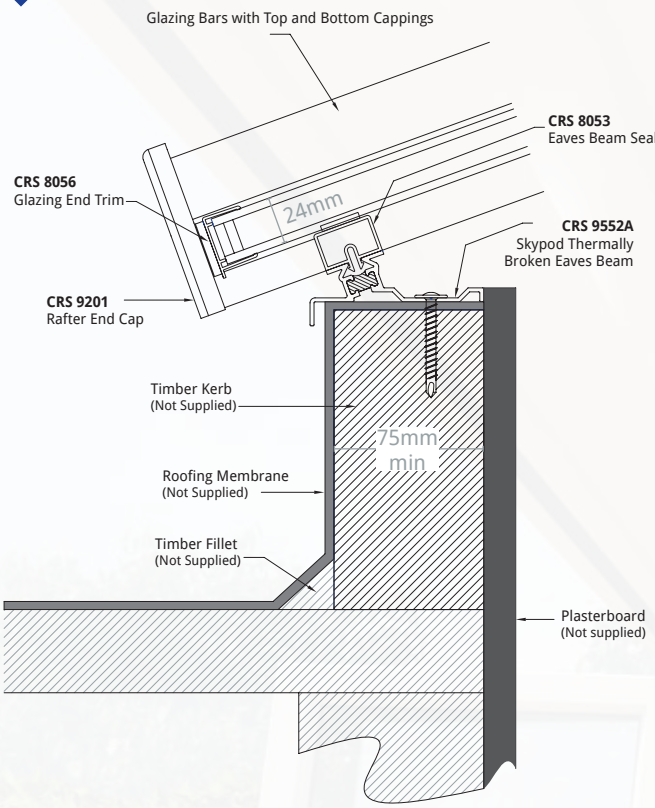 Glazing Bars with Top and Bottom Cappings
CRS 8053
Eaves Beam Seal
CRS 8056
Glazing End Trim
24mm
CRS 9552A
Skypod Thermally
Broken Eaves Beam
CRS 9201
Rafter End Cap
Timber Kerb
(Not Supplied)
75mm
min
Roofing Membrane
(Not Supplied)
Timber Fillet
(Not Supplied)
Plasterboard
(Not supplied)